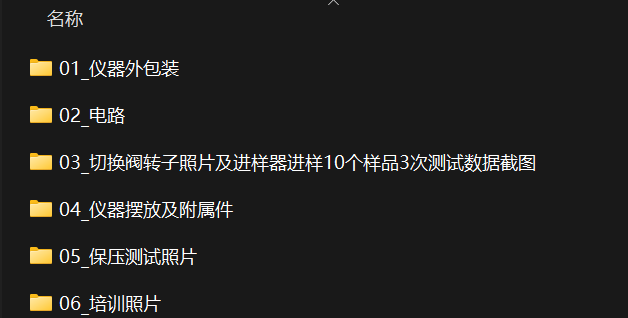 名称
01_仪器外包装
02_电路
03_切换阀转子照片及进样器进样10个样品3次测试数据截图
04_仪器摆放及附属件
05_保压测试照片
06_培训照片